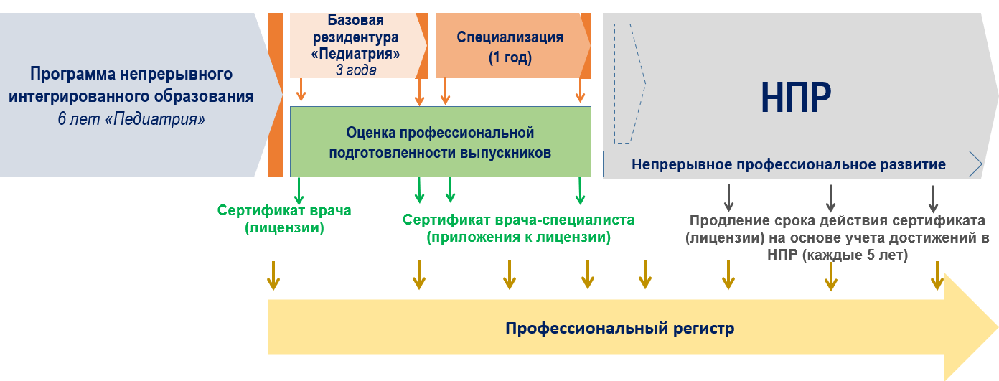 Программа непрерывного
интегрированного образования
6 лет «Педиатрия»
Базовая
резидентура
«Педиатрия»
3 года
Специализация
(1 год)
Оценка профессиональной
подготовленности выпускников
НПР
Непрерывное профессиональное развитие
Сертификат врача
(лицензии)
Сертификат врача-специалиста
(приложения к лицензии)
Продление срока действия сертификата
(лицензии) на основе учета достижений в
НПР (каждые 5 лет)
Профессиональный регистр